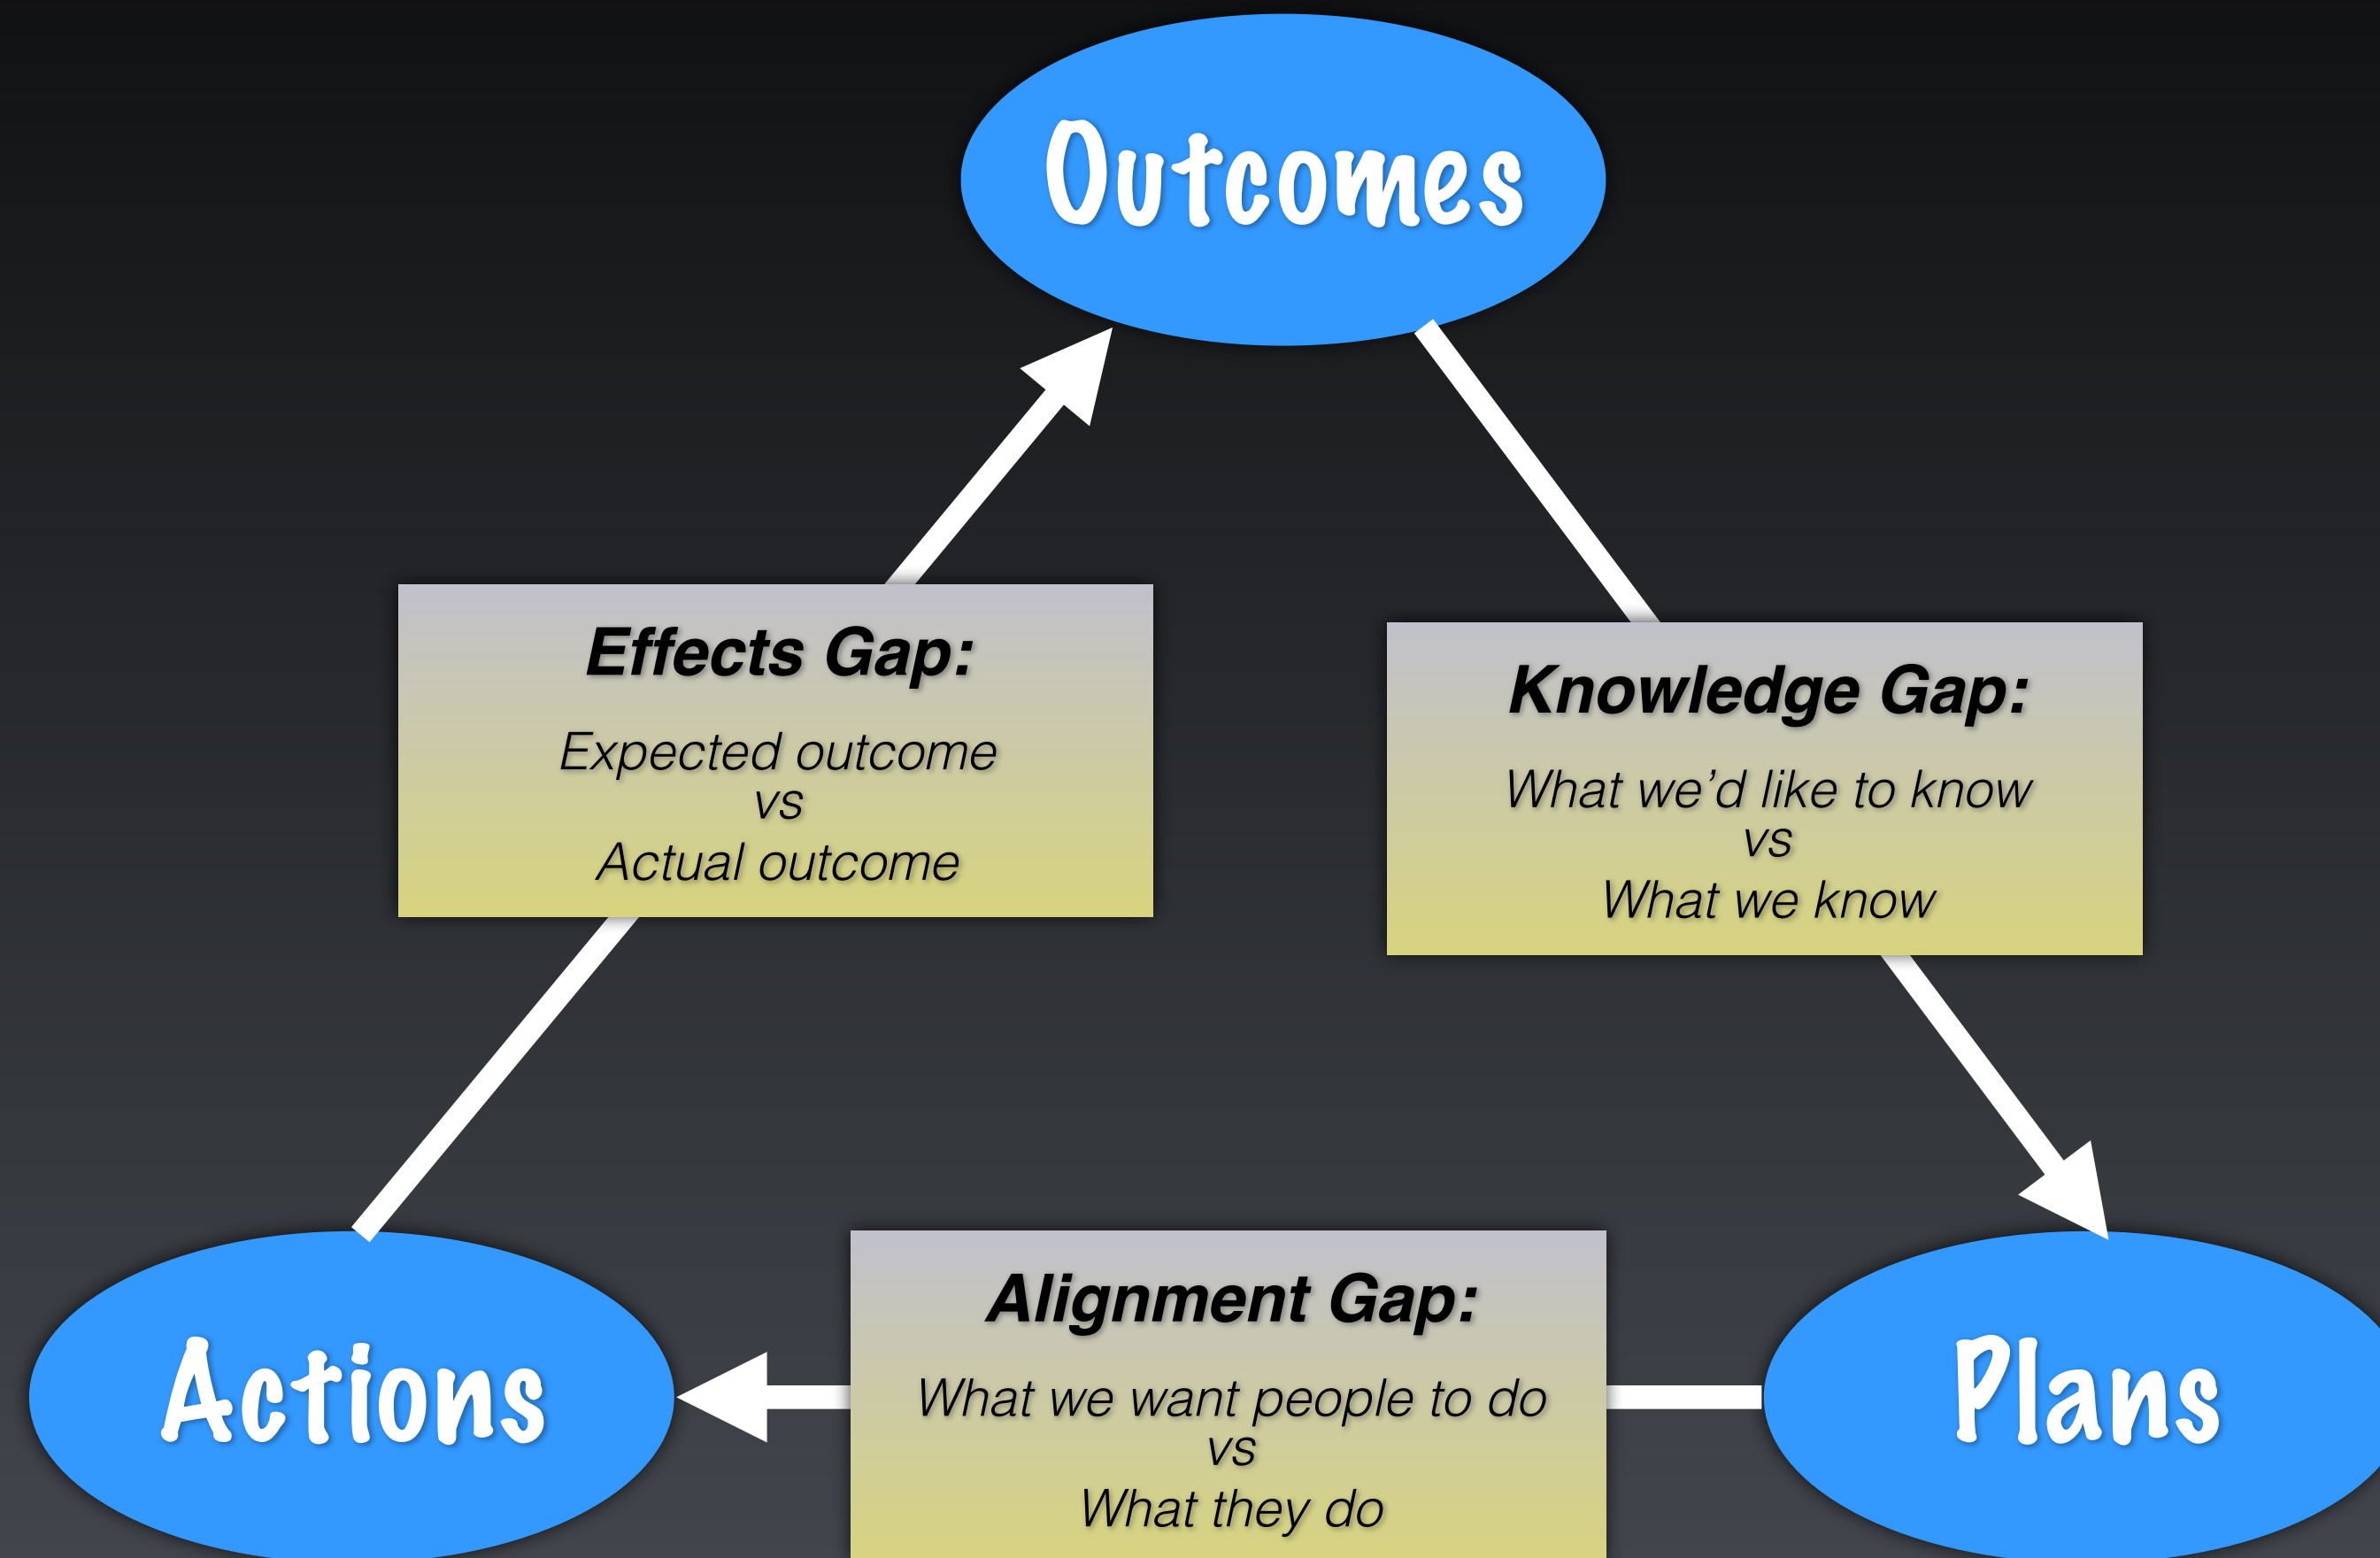 Outcomes
Effects Gap:
Expected outcome
vs
Actual outcome
Knowledge Gap:
What we’d like to know
vs
What we know
Actions
Alignment Gap:
What we want people to do
vs
What they do
Plans